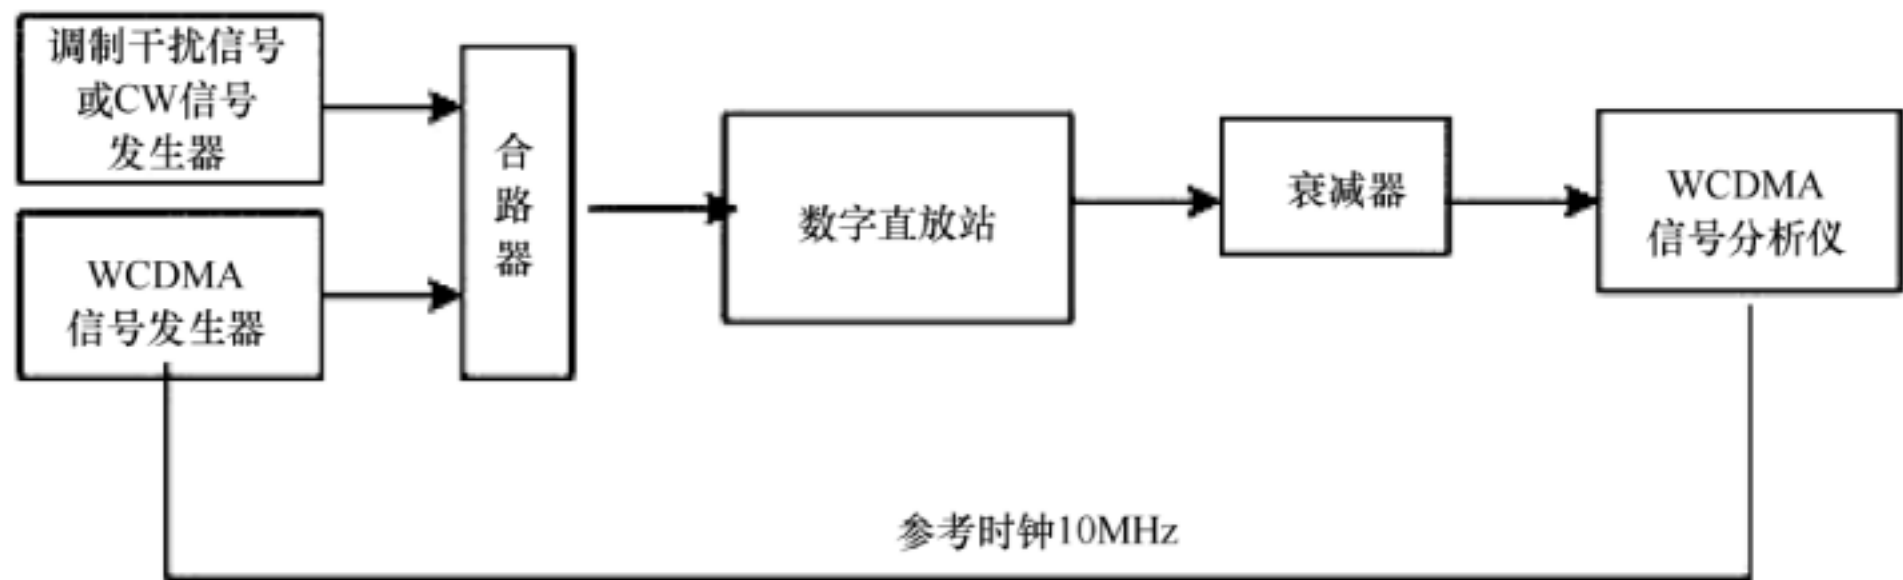 调制干扰信号
或CW信号
发生器
WCDMA
信号发生器
合
路
器
数字直放站
衰减器
WCDMA
信号分析仪
参考时钟10MHz